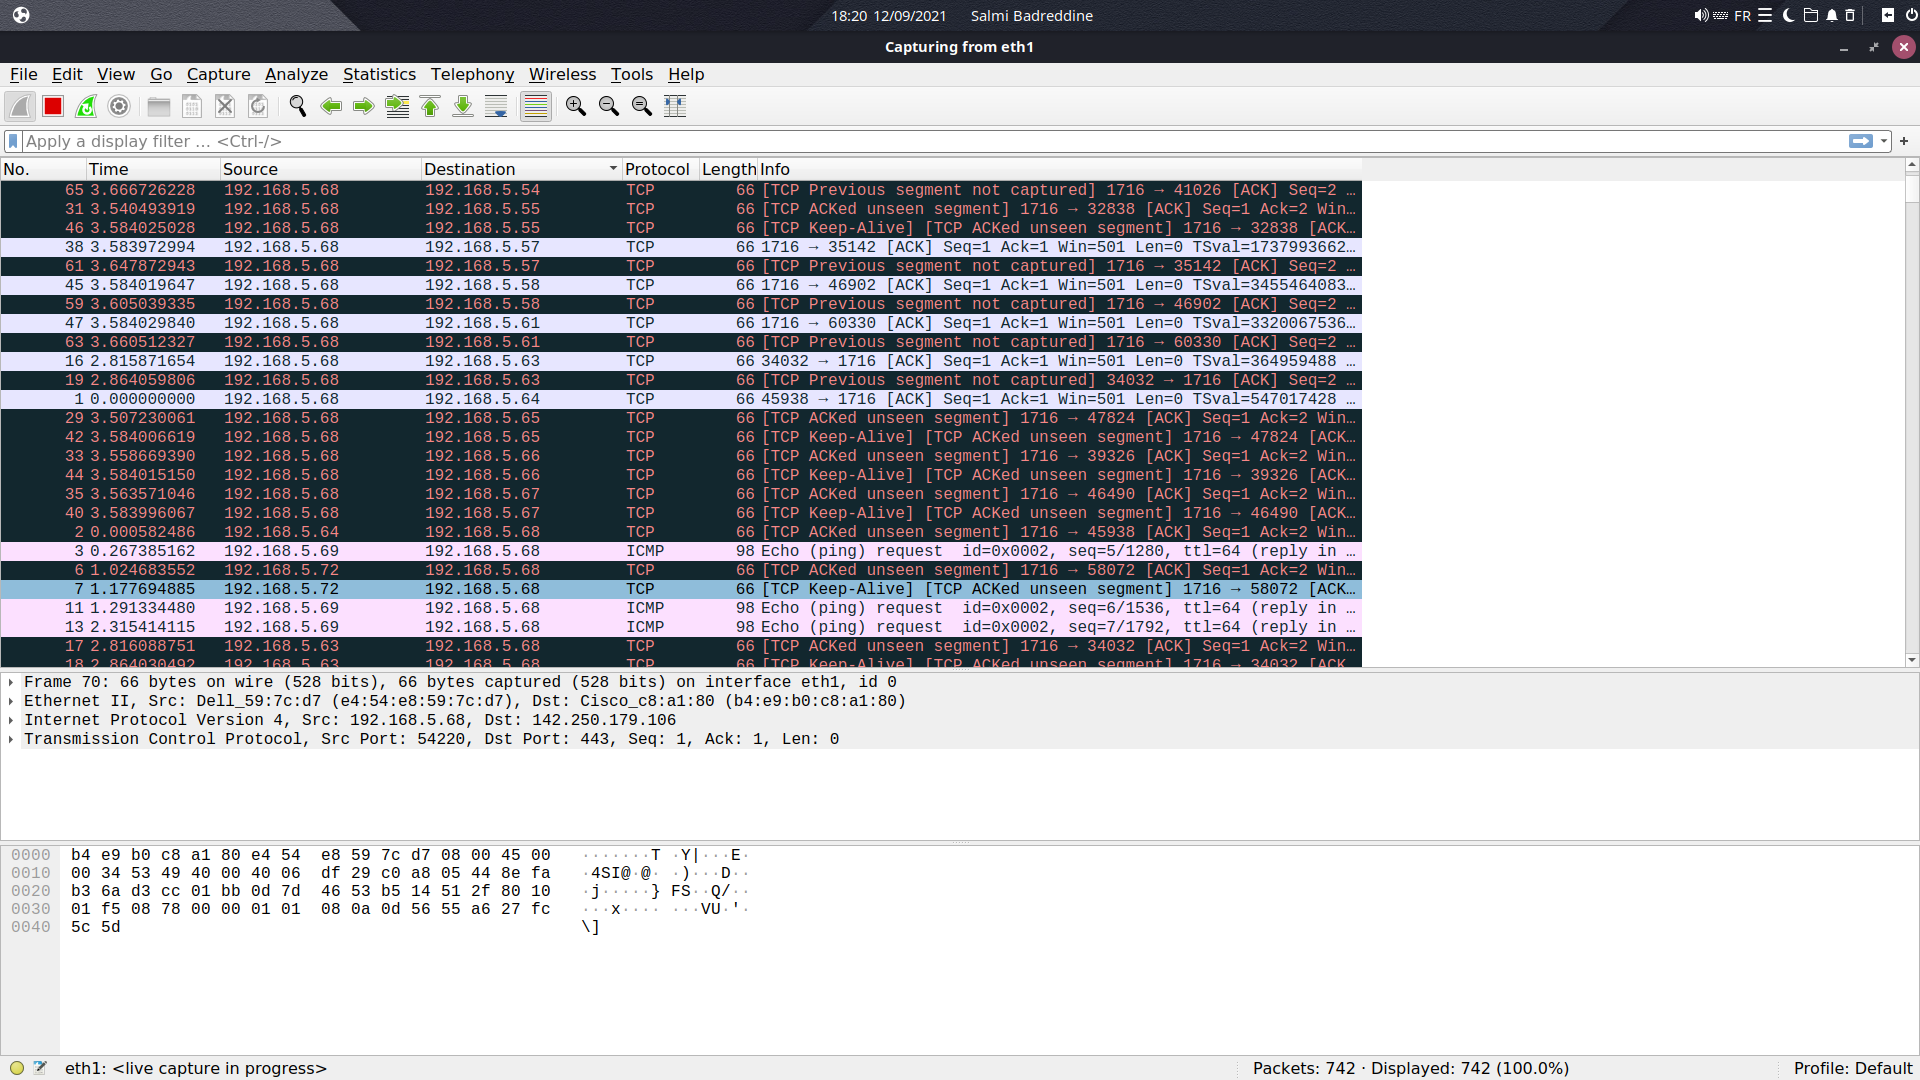 18:20 12/09/2021 Salmi Badreddine FR
Capturing from eth1
File Edit View Go Capture Analyze Statistics Telephony Wireless Tools Help
Apply a display filter … <Ctrl-/>
No. Time Source Destination Protocol Length Info
65 3.666726228 192.168.5.68 192.168.5.54 TCP 66 [TCP Previous segment not captured] 1716 → 41026 [ACK] Seq=2 …
31 3.540493919 192.168.5.68 192.168.5.55 TCP 66 [TCP ACKed unseen segment] 1716 → 32838 [ACK] Seq=1 Ack=2 Win…
46 3.584025028 192.168.5.68 192.168.5.55 TCP 66 [TCP Keep-Alive] [TCP ACKed unseen segment] 1716 → 32838 [ACK…
38 3.583972994 192.168.5.68 192.168.5.57 TCP 66 1716 → 35142 [ACK] Seq=1 Ack=1 Win=501 Len=0 TSval=1737993662…
61 3.647872943 192.168.5.68 192.168.5.57 TCP 66 [TCP Previous segment not captured] 1716 → 35142 [ACK] Seq=2 …
45 3.584019647 192.168.5.68 192.168.5.58 TCP 66 1716 → 46902 [ACK] Seq=1 Ack=1 Win=501 Len=0 TSval=3455464083…
59 3.605039335 192.168.5.68 192.168.5.58 TCP 66 [TCP Previous segment not captured] 1716 → 46902 [ACK] Seq=2 …
47 3.584029840 192.168.5.68 192.168.5.61 TCP 66 1716 → 60330 [ACK] Seq=1 Ack=1 Win=501 Len=0 TSval=3320067536…
63 3.660512327 192.168.5.68 192.168.5.61 TCP 66 [TCP Previous segment not captured] 1716 → 60330 [ACK] Seq=2 …
16 2.815871654 192.168.5.68 192.168.5.63 TCP 66 34032 → 1716 [ACK] Seq=1 Ack=1 Win=501 Len=0 TSval=364959488 …
19 2.864059806 192.168.5.68 192.168.5.63 TCP 66 [TCP Previous segment not captured] 34032 → 1716 [ACK] Seq=2 …
1 0.000000000 192.168.5.68 192.168.5.64 TCP 66 45938 → 1716 [ACK] Seq=1 Ack=1 Win=501 Len=0 TSval=547017428 …
29 3.507230061 192.168.5.68 192.168.5.65 TCP 66 [TCP ACKed unseen segment] 1716 → 47824 [ACK] Seq=1 Ack=2 Win…
42 3.584006619 192.168.5.68 192.168.5.65 TCP 66 [TCP Keep-Alive] [TCP ACKed unseen segment] 1716 → 47824 [ACK…
33 3.558669390 192.168.5.68 192.168.5.66 TCP 66 [TCP ACKed unseen segment] 1716 → 39326 [ACK] Seq=1 Ack=2 Win…
44 3.584015150 192.168.5.68 192.168.5.66 TCP 66 [TCP Keep-Alive] [TCP ACKed unseen segment] 1716 → 39326 [ACK…
35 3.563571046 192.168.5.68 192.168.5.67 TCP 66 [TCP ACKed unseen segment] 1716 → 46490 [ACK] Seq=1 Ack=2 Win…
40 3.583996067 192.168.5.68 192.168.5.67 TCP 66 [TCP Keep-Alive] [TCP ACKed unseen segment] 1716 → 46490 [ACK…
2 0.000582486 192.168.5.64 192.168.5.68 TCP 66 [TCP ACKed unseen segment] 1716 → 45938 [ACK] Seq=1 Ack=2 Win…
3 0.267385162 192.168.5.69 192.168.5.68 ICMP 98 Echo (ping) request  id=0x0002, seq=5/1280, ttl=64 (reply in …
6 1.024683552 192.168.5.72 192.168.5.68 TCP 66 [TCP ACKed unseen segment] 1716 → 58072 [ACK] Seq=1 Ack=2 Win…
7 1.177694885 192.168.5.72 192.168.5.68 TCP 66 [TCP Keep-Alive] [TCP ACKed unseen segment] 1716 → 58072 [ACK…
11 1.291334480 192.168.5.69 192.168.5.68 ICMP 98 Echo (ping) request  id=0x0002, seq=6/1536, ttl=64 (reply in …
13 2.315414115 192.168.5.69 192.168.5.68 ICMP 98 Echo (ping) request  id=0x0002, seq=7/1792, ttl=64 (reply in …
17 2.816088751 192.168.5.63 192.168.5.68 TCP 66 [TCP ACKed unseen segment] 1716 → 34032 [ACK] Seq=1 Ack=2 Win…
18 2.864030492 192.168.5.63 192.168.5.68 TCP 66 [TCP Keep-Alive] [TCP ACKed unseen segment] 1716 → 34032 [ACK…
Frame 70: 66 bytes on wire (528 bits), 66 bytes captured (528 bits) on interface eth1, id 0
Ethernet II, Src: Dell_59:7c:d7 (e4:54:e8:59:7c:d7), Dst: Cisco_c8:a1:80 (b4:e9:b0:c8:a1:80)
Internet Protocol Version 4, Src: 192.168.5.68, Dst: 142.250.179.106
Transmission Control Protocol, Src Port: 54220, Dst Port: 443, Seq: 1, Ack: 1, Len: 0
0000 b4 e9 b0 c8 a1 80 e4 54 e8 59 7c d7 08 00 45 00 ·······T ·Y|···E·
0010 00 34 53 49 40 00 40 06 df 29 c0 a8 05 44 8e fa ·4SI@·@· ·)···D··
0020 b3 6a d3 cc 01 bb 0d 7d 46 53 b5 14 51 2f 80 10 ·j·····} FS··Q/··
0030 01 f5 08 78 00 00 01 01 08 0a 0d 56 55 a6 27 fc ···x···· ···VU·'·
0040 5c 5d \]
eth1: <live capture in progress> Packets: 742 · Displayed: 742 (100.0%) Profile: Default